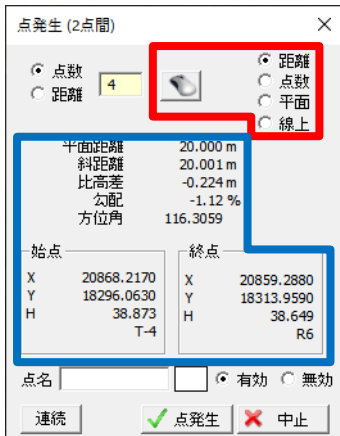 点発生 (2点間)
点数
距離
4
距離
点数
平面
線上
平面距離 20.000 m
斜距離 20.001 m
比高差 -0.224 m
勾配 -1.12 %
方位角 116.3059
始点
X 20868.2170
Y 18296.0630
H 38.873
T-4
終点
X 20859.2880
Y 18313.9590
H 38.649
R6
点名 有効 無効
連続 点発生 中止